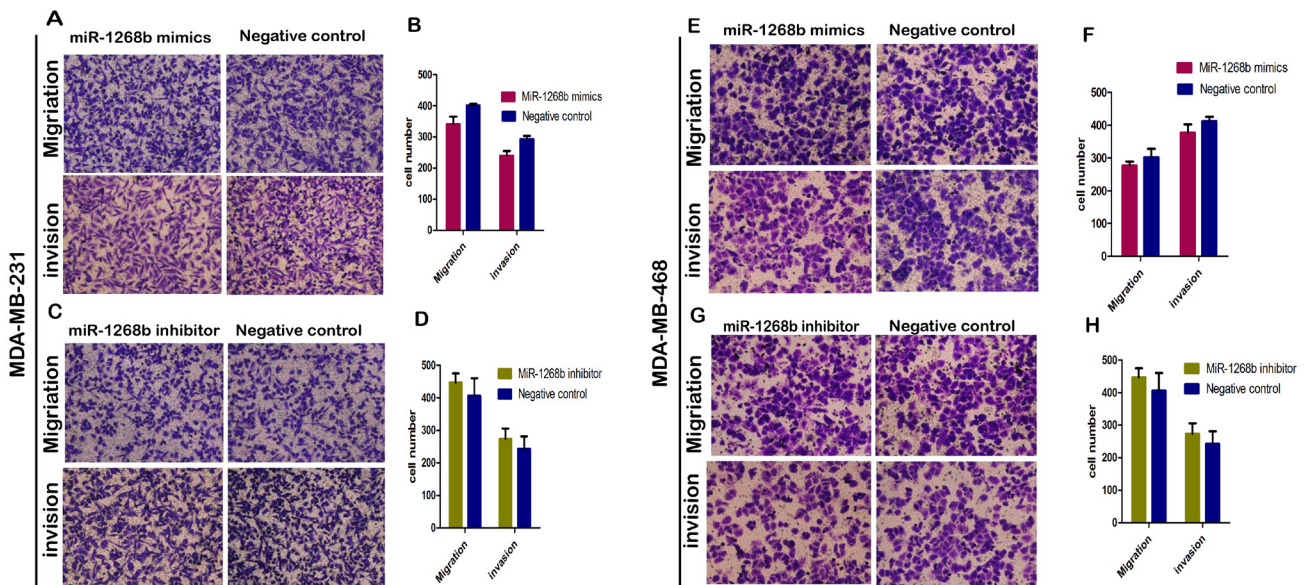 A
miR-1268b mimics
Negative control
Migriation
invision
MDA-MB-231
B
500
400
300
200
100
0
cell number
MiR-1268b mimics
Negative control
Migration
invasion
C
miR-1268b inhibitor
Negative control
Migriation
invision
D
500
400
300
200
100
0
cell number
MiR-1268b inhibitor
Negative control
Migration
invasion
E
miR-1268b mimics
Negative control
Migriation
invision
MDA-MB-468
F
500
400
300
200
100
0
cell number
MiR-1268b mimics
Negative control
Migration
invasion
G
miR-1268b inhibitor
Negative control
Migriation
invision
H
500
400
300
200
100
0
cell number
MiR-1268b inhibitor
Negative control
Migration
invasion